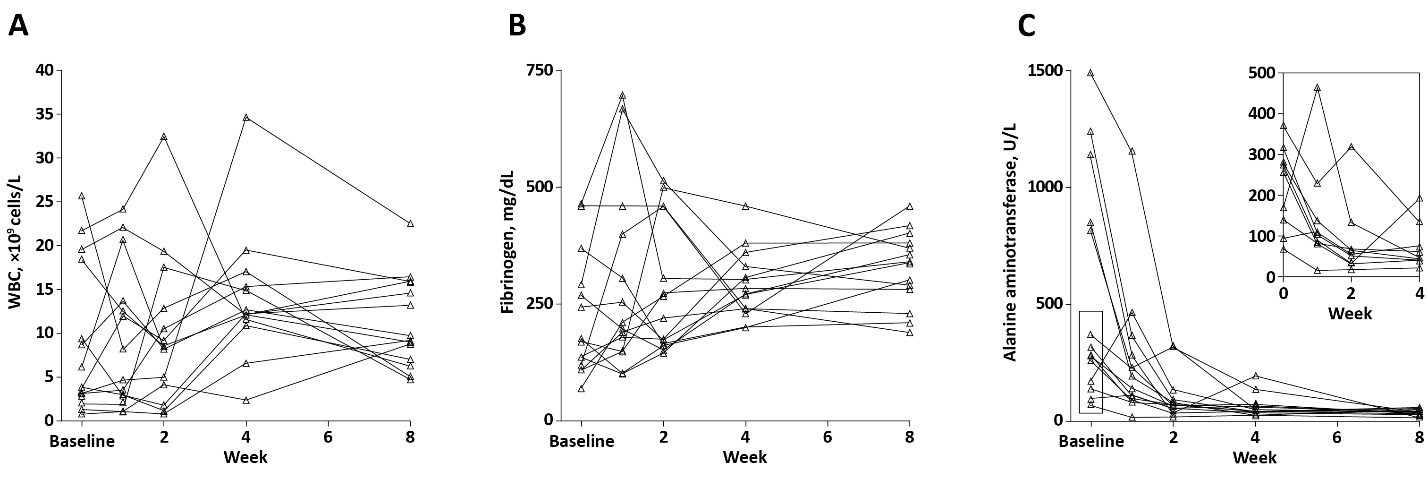 A
WBC, ×10⁹ cells/L
40
35
30
25
20
15
10
5
0
Baseline 2 4 6 8
Week
B
Fibrinogen, mg/dL
750
500
250
0
Baseline 2 4 6 8
Week
C
Alanine aminotransferase, U/L
1500
1000
500
0
Baseline 2 4 6 8
Week
500
400
300
200
100
0
0 2 4
Week